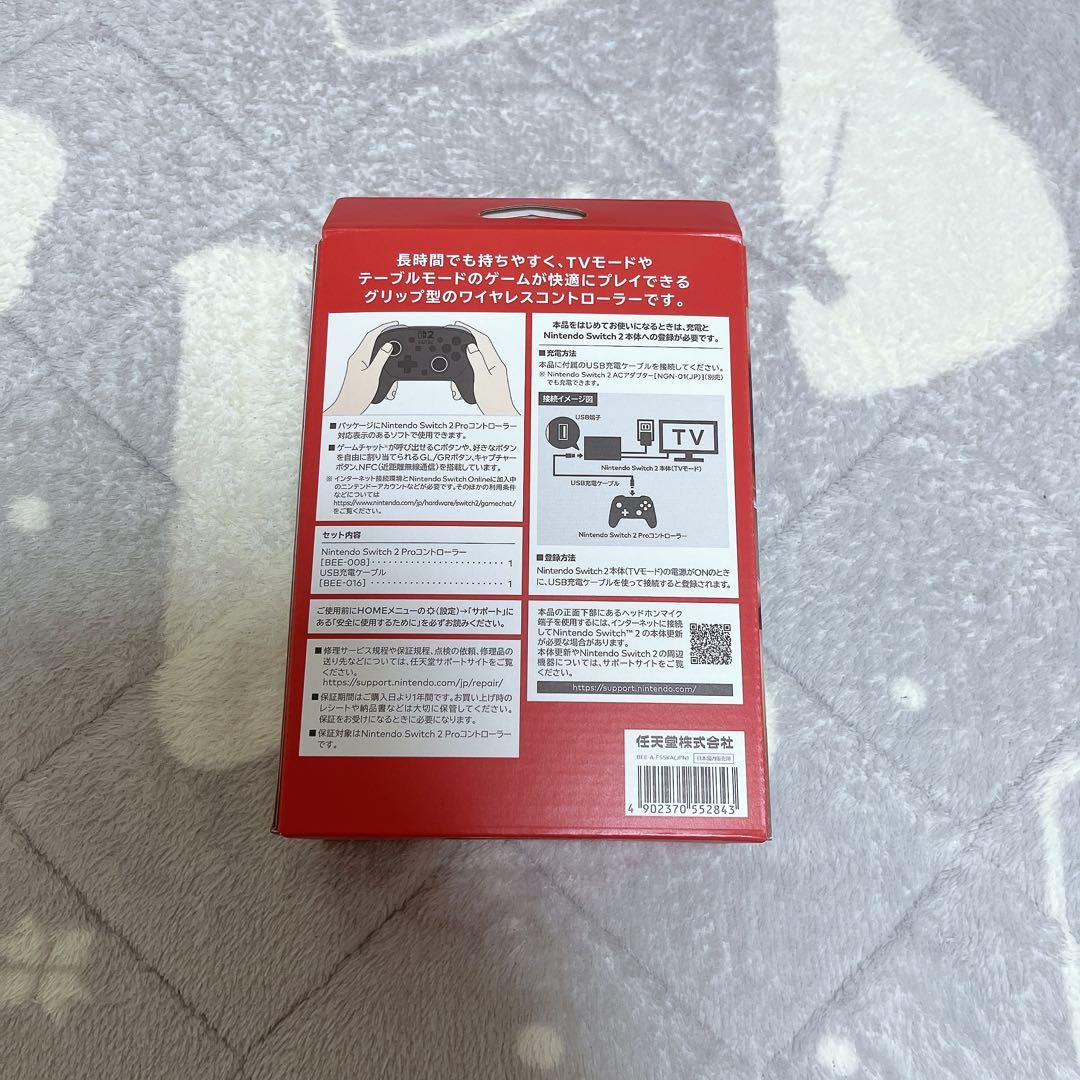 長時間でも持ちやすく、TVモードや
テーブルモードのゲームが快適にプレイできる
グリップ型のワイヤレスコントローラーです。
2
■パッケージにNintendo Switch 2 Proコントローラー
対応表示のあるソフトで使用できます。
■ゲームチャット※が呼び出せるCボタンや、好きなボタン
を自由に割り当てられるGL/GRボタン、キャプチャー
ボタン、NFC(近距離無線通信)を搭載しています。
※ インターネット接続環境とNintendo Switch Onlineに加入中
のニンテンドーアカウントなどが必要です。そのほかの利用条件
などについては
https://www.nintendo.com/jp/hardware/switch2/gamechat/
をご覧ください。
セット内容
Nintendo Switch 2 Proコントローラー
[BEE-008] ························ 1
USB充電ケーブル
[BEE-016] ························ 1
ご使用前にHOMEメニューの(設定)→「サポート」に
ある「安全に使用するために」を必ずお読みください。
■修理サービス規程や保証規程、点検の依頼、修理品の
送り先などについては、任天堂サポートサイトをご覧
ください。
https://support.nintendo.com/jp/repair/
■保証期間はご購入日より1年間です。お買い上げ時の
レシートや納品書などは大切に保管してください。
保証をお受けになるときに必要になります。
■保証対象はNintendo Switch 2 Proコントローラー
です。
本品をはじめてお使いになるときは、充電と
Nintendo Switch 2 本体への登録が必要です。
■充電方法
本品に付属のUSB充電ケーブルを接続してください。
※ Nintendo Switch 2 ACアダプター[NGN-01(JP)](別売)
でも充電できます。
接続イメージ図
USB端子
TV
Nintendo Switch 2 本体(TVモード)
USB充電ケーブル
Nintendo Switch 2 Proコントローラー
■登録方法
Nintendo Switch 2 本体(TVモード)の電源がONのとき
に、USB充電ケーブルを使って接続すると登録されます。
本品の正面下部にあるヘッドホンマイク
端子を使用するには、インターネットに接続
してNintendo Switch™ 2 の本体更新
が必要な場合があります。
本体更新やNintendo Switch 2 の周辺
機器については、サポートサイトをご覧
ください。
https://support.nintendo.com/
任天堂株式会社
BEE-A-FSSKA(JPN) 日本国内販売用
4 902370 552843